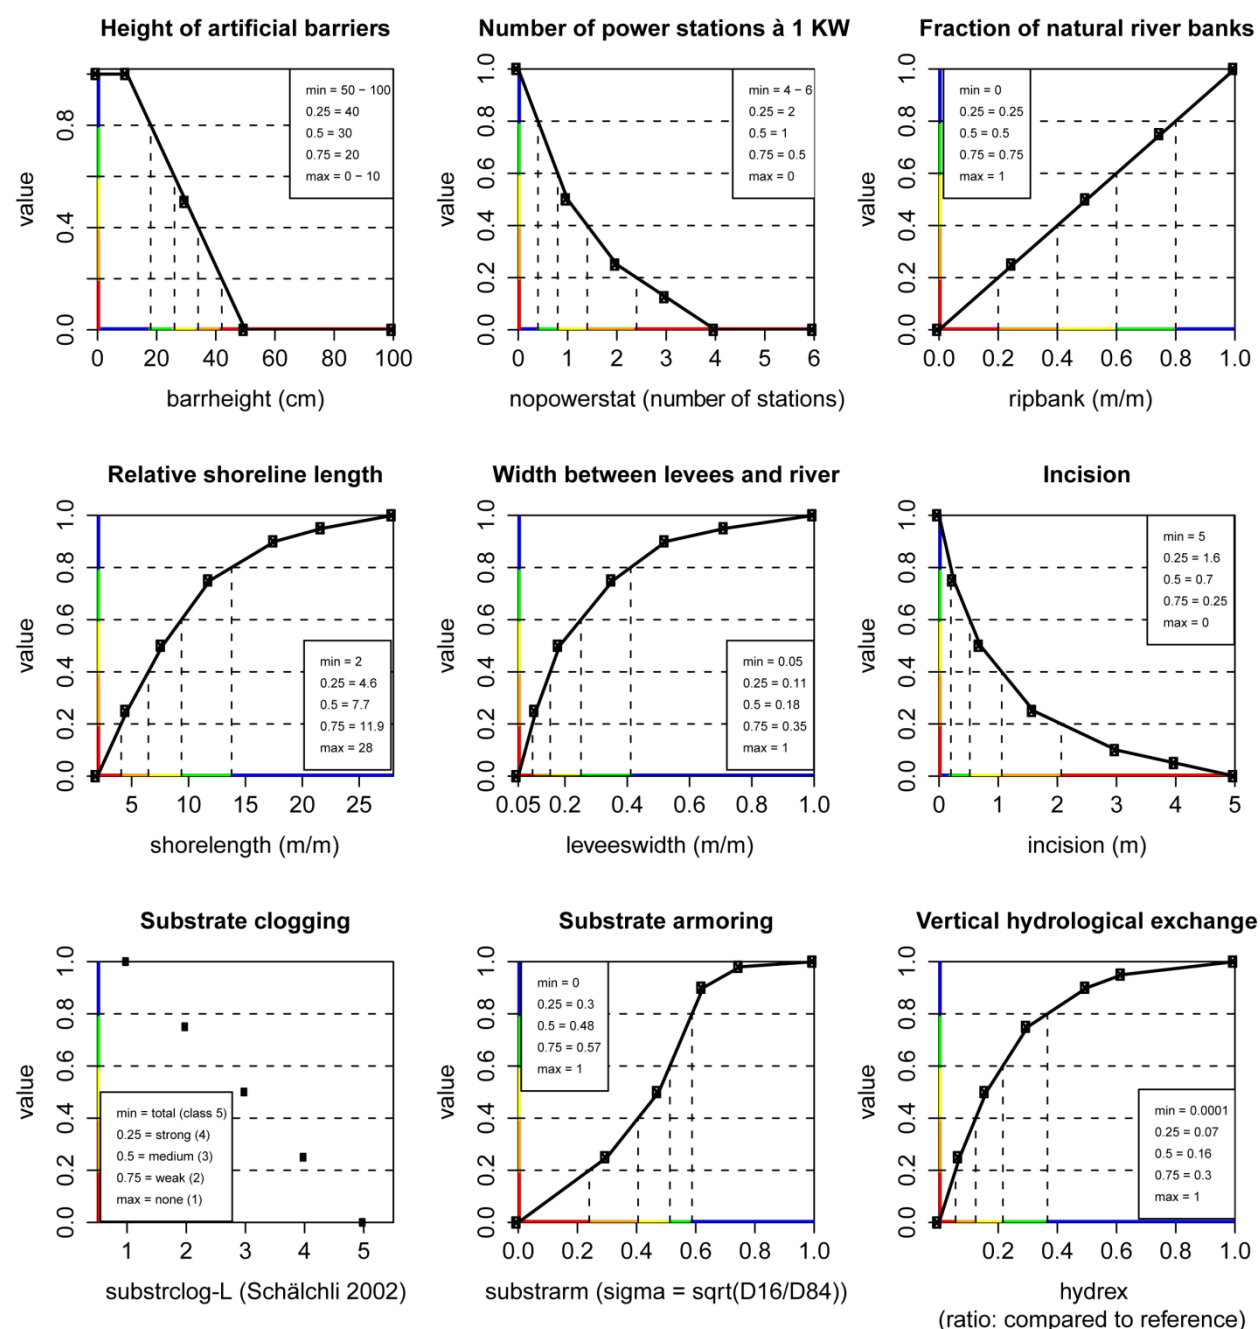 Height of artificial barriers
min = 50 − 100
0.25 = 40
0.5 = 30
0.75 = 20
max = 0 − 10
value
0.0 0.4 0.8
0 20 40 60 80 100
barrheight (cm)
Number of power stations à 1 KW
min = 4 − 6
0.25 = 2
0.5 = 1
0.75 = 0.5
max = 0
value
0.0 0.2 0.4 0.6 0.8 1.0
0 1 2 3 4 5 6
nopowerstat (number of stations)
Fraction of natural river banks
min = 0
0.25 = 0.25
0.5 = 0.5
0.75 = 0.75
max = 1
value
0.0 0.2 0.4 0.6 0.8 1.0
0.0 0.2 0.4 0.6 0.8 1.0
ripbank (m/m)
Relative shoreline length
min = 2
0.25 = 4.6
0.5 = 7.7
0.75 = 11.9
max = 28
value
0.0 0.2 0.4 0.6 0.8 1.0
5 10 15 20 25
shorelength (m/m)
Width between levees and river
min = 0.05
0.25 = 0.11
0.5 = 0.18
0.75 = 0.35
max = 1
value
0.0 0.2 0.4 0.6 0.8 1.0
0.05 0.2 0.4 0.6 0.8 1.0
leveeswidth (m/m)
Incision
min = 5
0.25 = 1.6
0.5 = 0.7
0.75 = 0.25
max = 0
value
0.0 0.2 0.4 0.6 0.8 1.0
0 1 2 3 4 5
incision (m)
Substrate clogging
min = total (class 5)
0.25 = strong (4)
0.5 = medium (3)
0.75 = weak (2)
max = none (1)
value
0.0 0.2 0.4 0.6 0.8 1.0
1 2 3 4 5
substrclog-L (Schälchli 2002)
Substrate armoring
min = 0
0.25 = 0.3
0.5 = 0.48
0.75 = 0.57
max = 1
value
0.0 0.2 0.4 0.6 0.8 1.0
0.0 0.2 0.4 0.6 0.8 1.0
substrarm (sigma = sqrt(D16/D84))
Vertical hydrological exchange
min = 0.0001
0.25 = 0.07
0.5 = 0.16
0.75 = 0.3
max = 1
value
0.0 0.2 0.4 0.6 0.8 1.0
0.2 0.4 0.6 0.8 1.0
hydrex
(ratio: compared to reference)